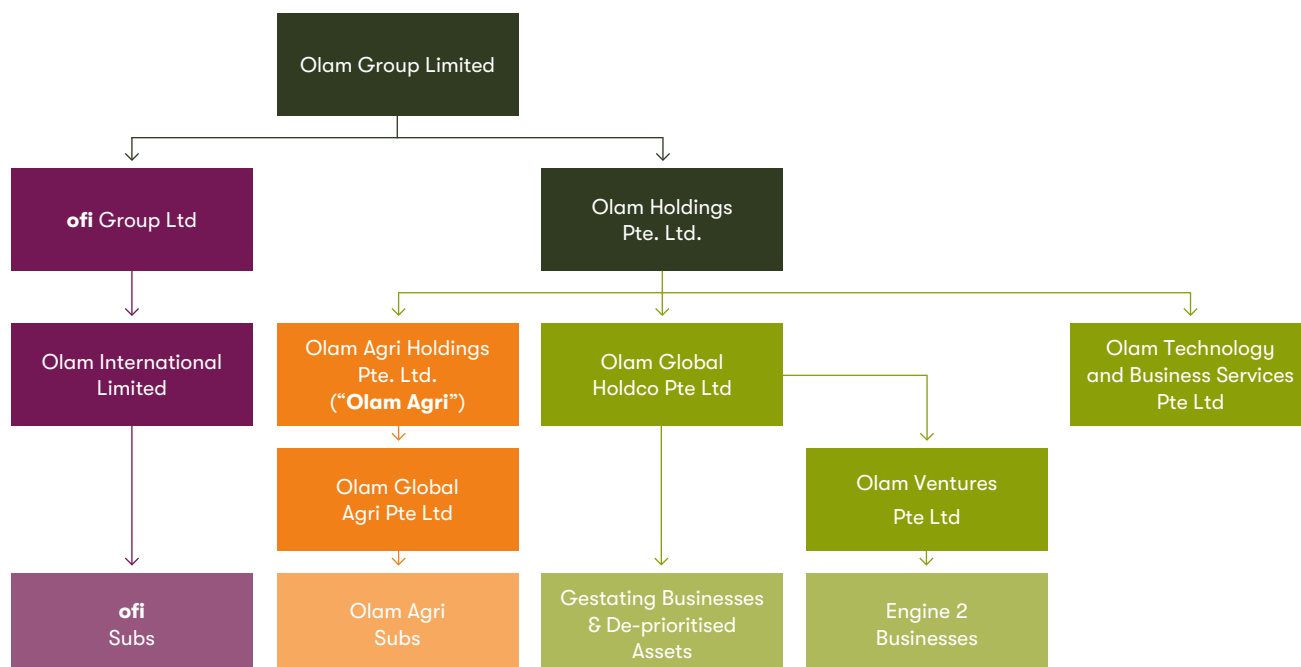 Olam Group Limited
ofi Group Ltd
Olam Holdings
Pte. Ltd.
Olam International
Limited
Olam Agri Holdings
Pte. Ltd.
(“Olam Agri”)
Olam Global
Holdco Pte Ltd
Olam Technology
and Business Services
Pte Ltd
Olam Global
Agri Pte Ltd
Olam Ventures
Pte Ltd
ofi
Subs
Olam Agri
Subs
Gestating Businesses
& De-prioritised
Assets
Engine 2
Businesses